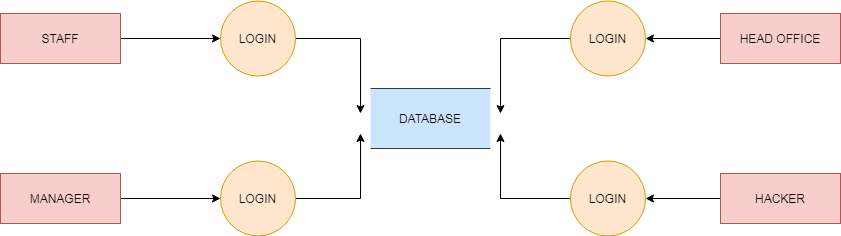 STAFF
LOGIN
LOGIN
HEAD OFFICE
DATABASE
MANAGER
LOGIN
LOGIN
HACKER